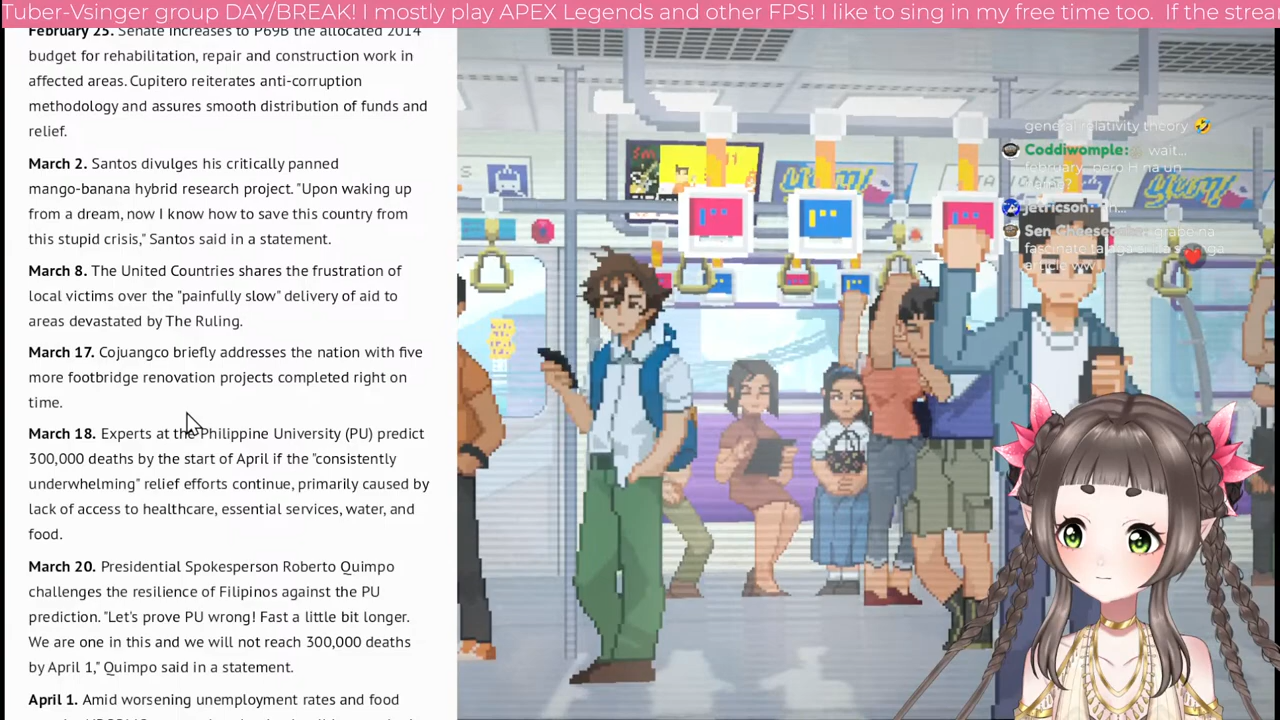 Tuber-Vsinger group DAY/BREAK! I mostly play APEX Legends and other FPS! I like to sing in my free time too. If the strea
February 25. Senate increases to P69B the allocated 2014
budget for rehabilitation, repair and construction work in
affected areas. Cupitero reiterates anti-corruption
methodology and assures smooth distribution of funds and
relief.
March 2. Santos divulges his critically panned
mango-banana hybrid research project. "Upon waking up
from a dream, now I know how to save this country from
this stupid crisis," Santos said in a statement.
March 8. The United Countries shares the frustration of
local victims over the "painfully slow" delivery of aid to
areas devastated by The Ruling.
March 17. Cojuangco briefly addresses the nation with five
more footbridge renovation projects completed right on
time.
March 18. Experts at the Philippine University (PU) predict
300,000 deaths by the start of April if the "consistently
underwhelming" relief efforts continue, primarily caused by
lack of access to healthcare, essential services, water, and
food.
March 20. Presidential Spokesperson Roberto Quimpo
challenges the resilience of Filipinos against the PU
prediction. "Let's prove PU wrong! Fast a little bit longer.
We are one in this and we will not reach 300,000 deaths
by April 1," Quimpo said in a statement.
April 1. Amid worsening unemployment rates and food
general relativity theory 🤣
Coddiwomple: wait...
february, pero H na un
Jetricson:
Sen Cheese
sm